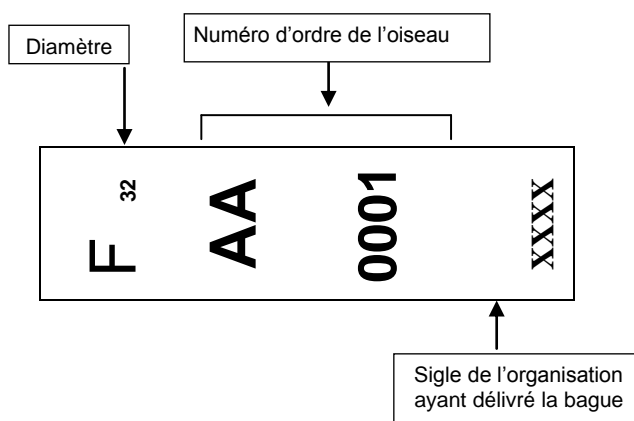 Diamètre
Numéro d’ordre de l’oiseau
F 32 AA 0001 XXXX
Sigle de l’organisation
ayant délivré la bague